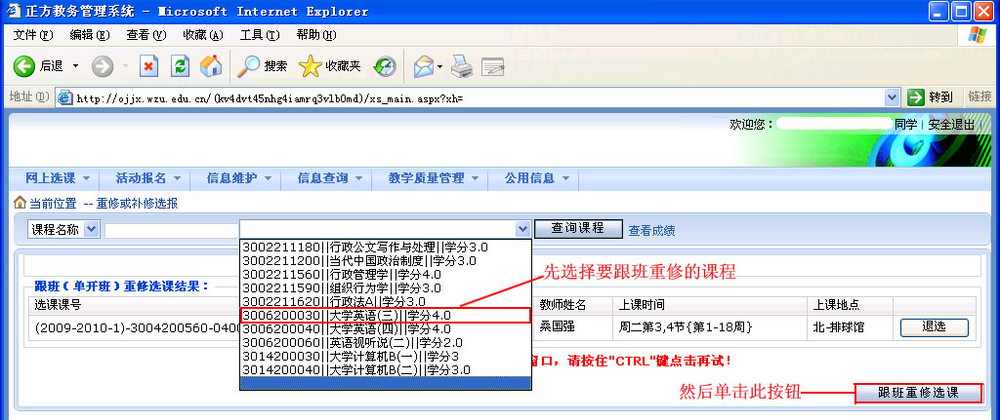 正方教务管理系统 - Microsoft Internet Explorer
文件(F) 编辑(E) 查看(V) 收藏(A) 工具(T) 帮助(H)
后退 搜索 收藏夹
地址(D) http://ojjx.wzu.edu.cn/(kv4dvt45nhg4iamrq3vlb0md)/xs_main.aspx?xh= 转到 链接
欢迎您： 同学 | 安全退出 |
网上选课 活动报名 信息维护 信息查询 教学质量管理 公用信息
当前位置 -- 重修或补修选报
课程名称 查询课程 查看成绩
3002211180||行政公文写作与处理||学分3.0
3002211200||当代中国政治制度||学分3.0
3002211560||行政管理学||学分4.0
3002211590||组织行为学||学分3.0
3002211620||行政法A||学分3.0
3006200030||大学英语(三)||学分4.0
3006200040||大学英语(四)||学分4.0
3006200060||英语视听说(二)||学分2.0
3014200030||大学计算机B(一)||学分3
3014200040||大学计算机B(二)||学分3.0
先选择要跟班重修的课程
跟班（单开班）重修选课结果：
选课课号 教师姓名 上课时间 上课地点
(2009-2010-1)-3004200560-0400 桑国强 周二第3,4节{第1-18周} 北-排球馆 退选
窗口，请按住"CTRL"键点击再试！
然后单击此按钮 跟班重修选课